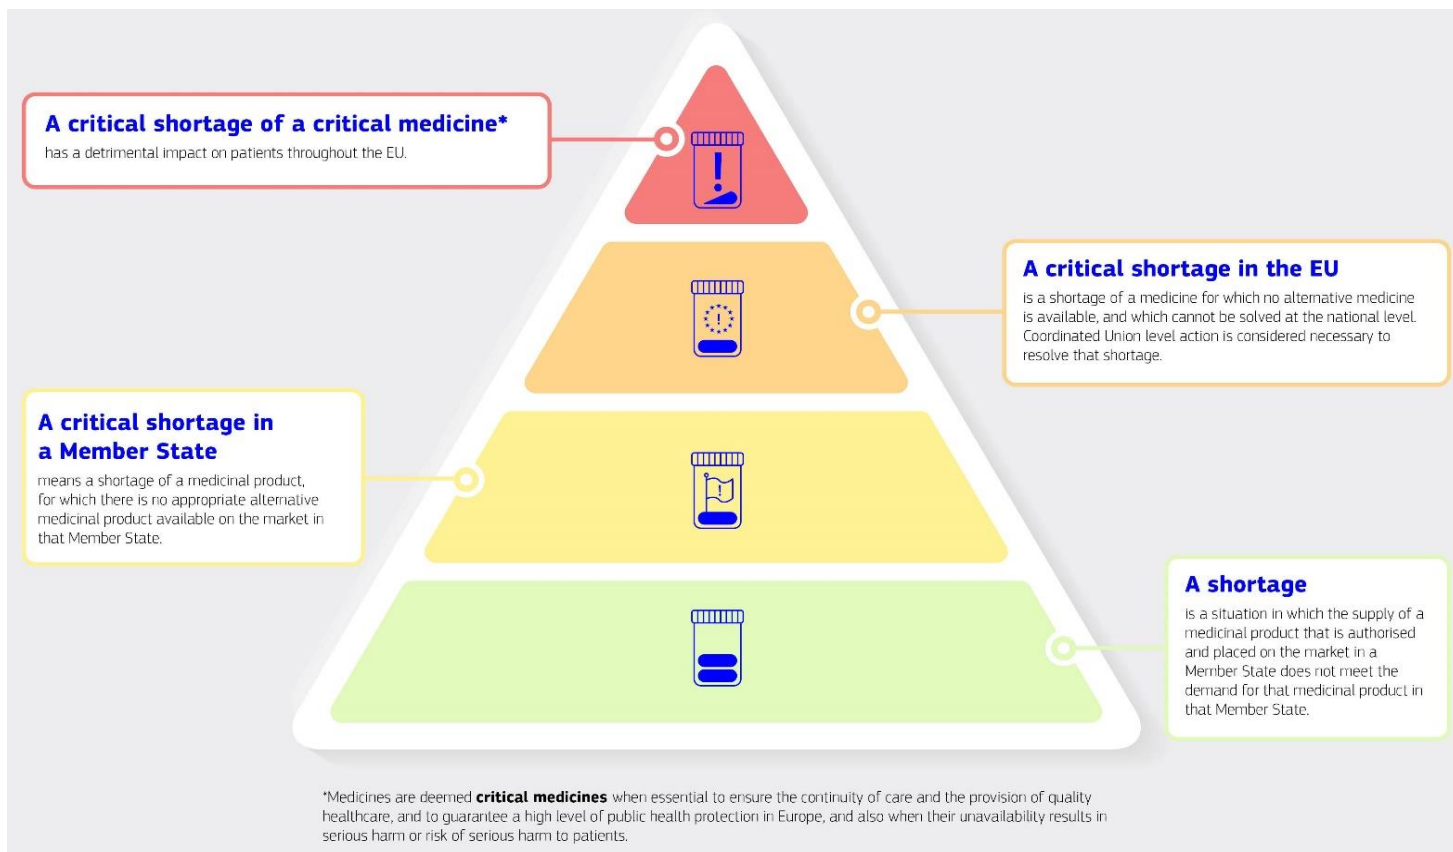 A critical shortage of a critical medicine*
has a detrimental impact on patients throughout the EU.
A critical shortage in the EU
is a shortage of a medicine for which no alternative medicine
is available, and which cannot be solved at the national level.
Coordinated Union level action is considered necessary to
resolve that shortage.
A critical shortage in
a Member State
means a shortage of a medicinal product,
for which there is no appropriate alternative
medicinal product available on the market in
that Member State.
A shortage
is a situation in which the supply of a
medicinal product that is authorised
and placed on the market in a
Member State does not meet the
demand for that medicinal product in
that Member State.
*Medicines are deemed critical medicines when essential to ensure the continuity of care and the provision of quality
healthcare, and to guarantee a high level of public health protection in Europe, and also when their unavailability results in
serious harm or risk of serious harm to patients.